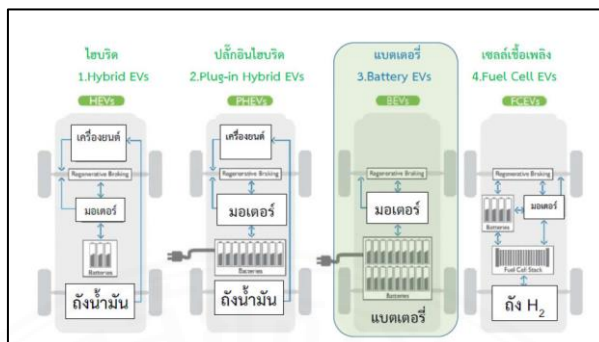 ไฮบริด
1.Hybrid EVs
HEVs
เครื่องยนต์
Regenerative Braking
มอเตอร์
Batteries
ถังน้ำมัน
ปลั๊กอินไฮบริด
2.Plug-in Hybrid EVs
PHEVs
เครื่องยนต์
Regenerative Braking
มอเตอร์
Batteries
ถังน้ำมัน
แบตเตอรี่
3.Battery EVs
BEVs
Regenerative Braking
มอเตอร์
Batteries
แบตเตอรี่
เซลล์เชื้อเพลิง
4.Fuel Cell EVs
FCEVs
Regenerative Braking
มอเตอร์
Batteries
Fuel Cell Stack
ถัง H₂